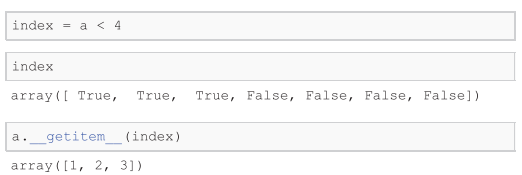 index = a < 4
index
array([ True,  True,  True, False, False, False, False])
a.__getitem__(index)
array([1, 2, 3])